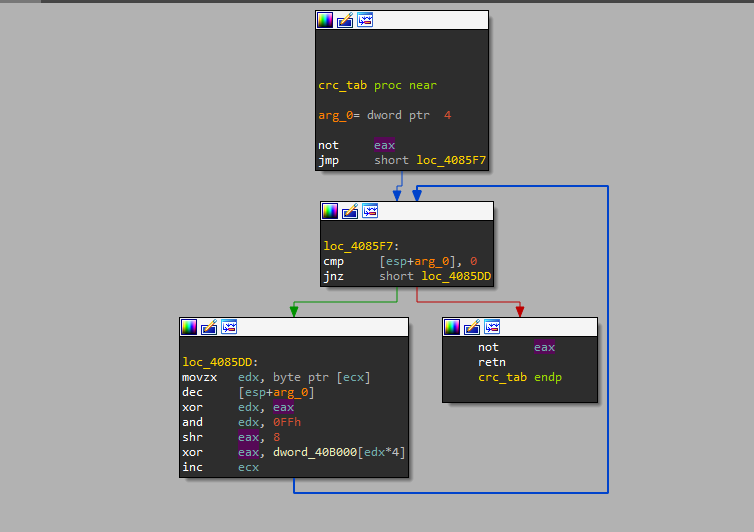 crc_tab proc near
arg_0= dword ptr  4
not     eax
jmp     short loc_4085F7
loc_4085F7:
cmp     [esp+arg_0], 0
jnz     short loc_4085DD
loc_4085DD:
movzx   edx, byte ptr [ecx]
dec     [esp+arg_0]
xor     edx, eax
and     edx, 0FFh
shr     eax, 8
xor     eax, dword_40B000[edx*4]
inc     ecx
not     eax
retn
crc_tab endp